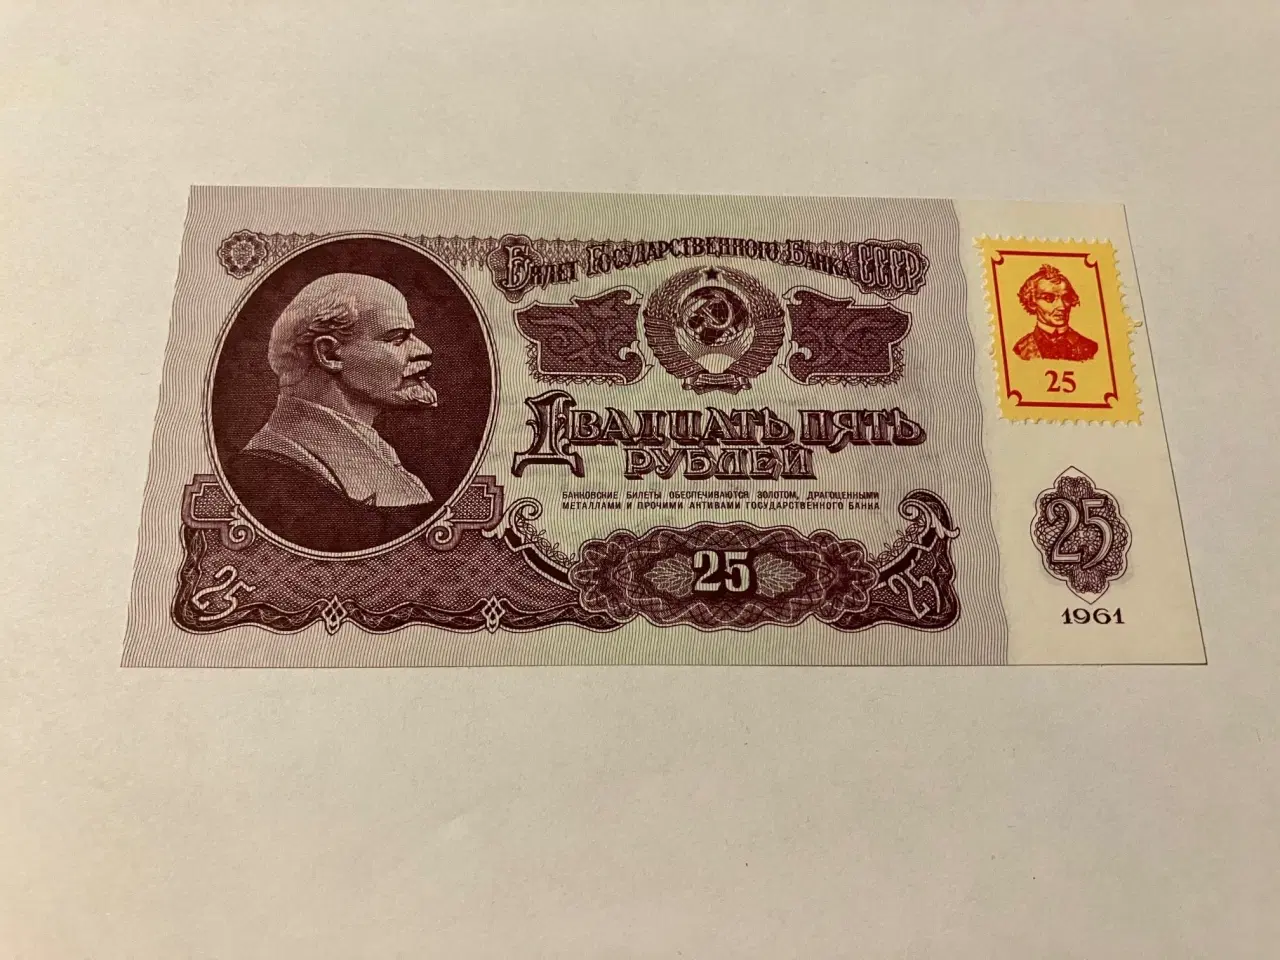 Билет Государственного Банка СССР
Двадцать пять
рублей
БАНКОВСКИЕ БИЛЕТЫ ОБЕСПЕЧИВАЮТСЯ ЗОЛОТОМ, ДРАГОЦЕННЫМИ
МЕТАЛЛАМИ И ПРОЧИМИ АКТИВАМИ ГОСУДАРСТВЕННОГО БАНКА
25
25
25
25
25
1961